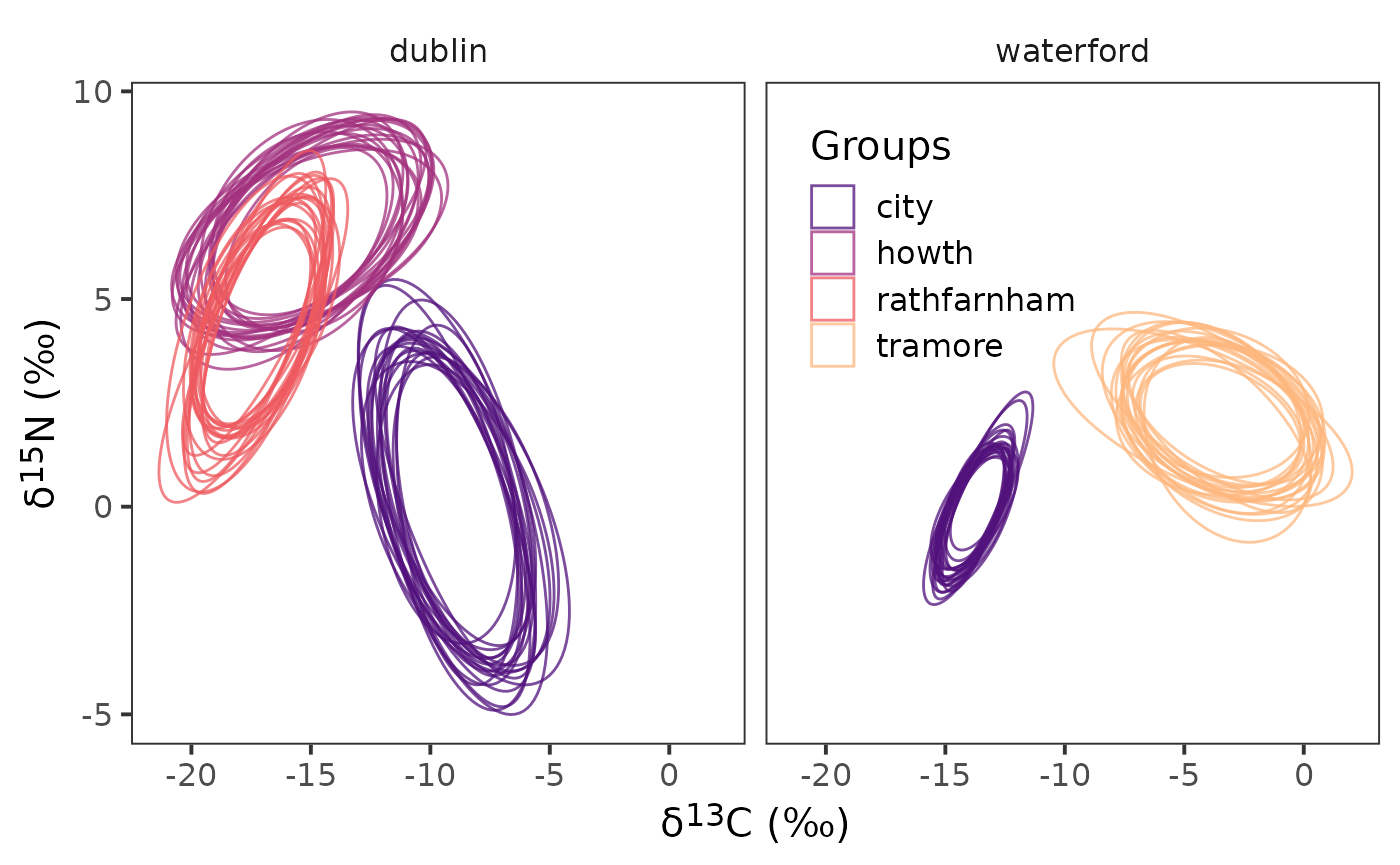 dublin
waterford
10
5
0
-5
δ¹⁵N (‰)
Groups
city
howth
rathfarnham
tramore
-20 -15 -10 -5 0
-20 -15 -10 -5 0
δ¹³C (‰)